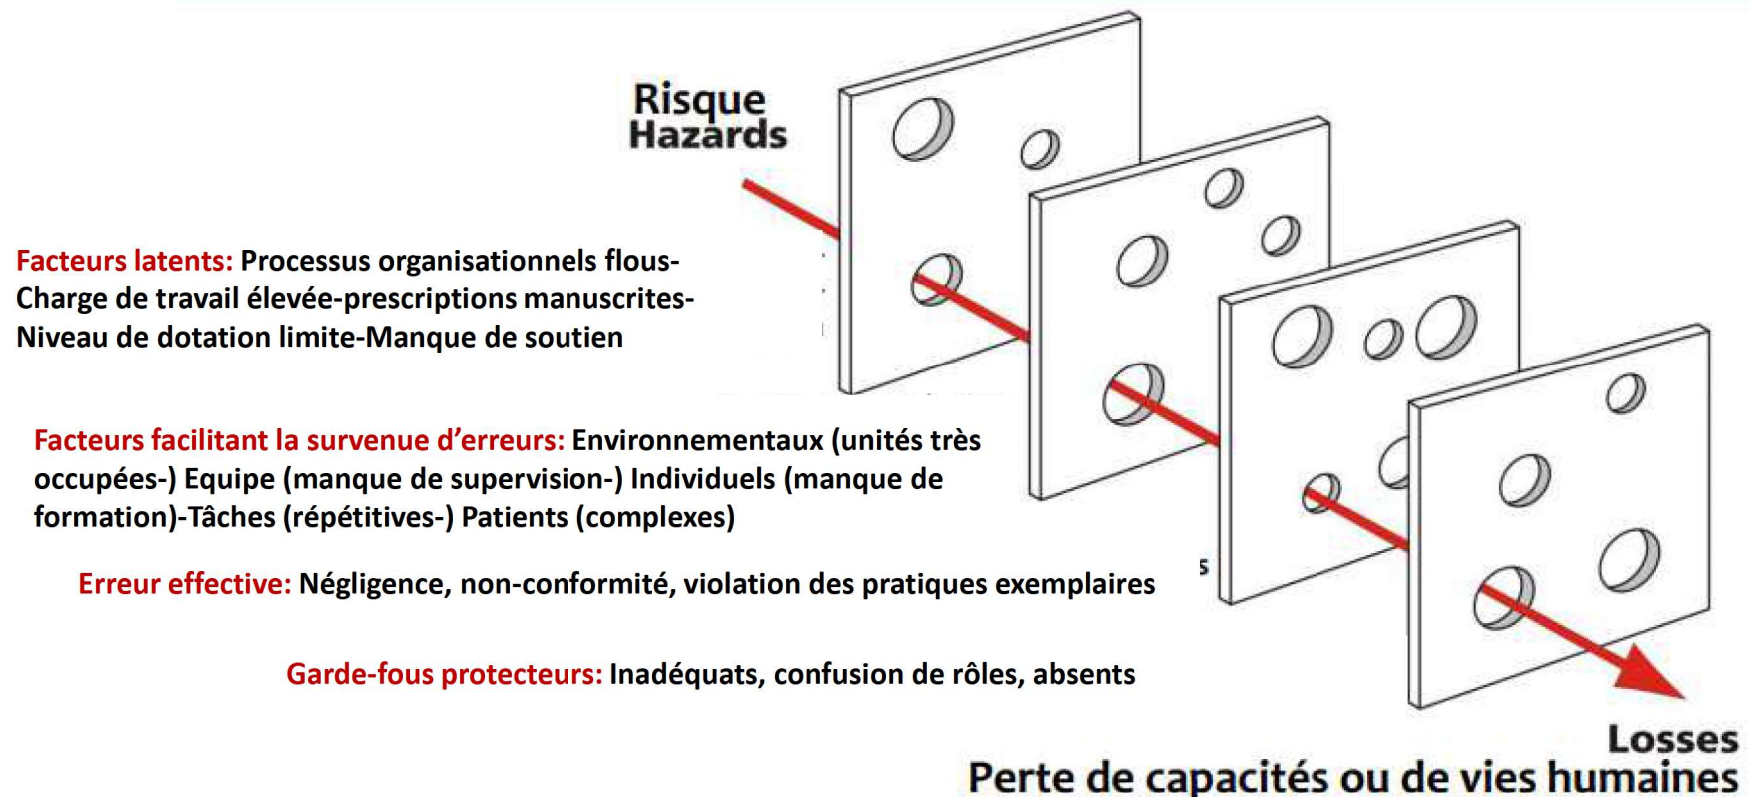 Risque
Hazards
Facteurs latents: Processus organisationnels flous-
Charge de travail élevée-prescriptions manuscrites-
Niveau de dotation limite-Manque de soutien
Facteurs facilitant la survenue d’erreurs: Environnementaux (unités très
occupées-) Equipe (manque de supervision-) Individuels (manque de
formation)-Tâches (répétitives-) Patients (complexes)
Erreur effective: Négligence, non-conformité, violation des pratiques exemplaires
s
Garde-fous protecteurs: Inadéquats, confusion de rôles, absents
Losses
Perte de capacités ou de vies humaines